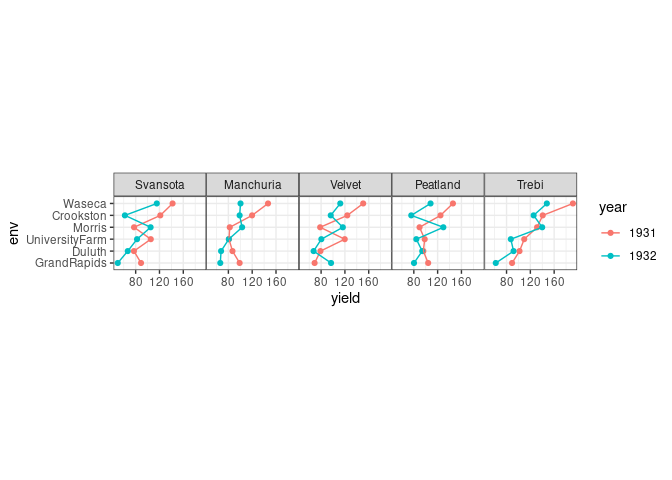 Svansota Manchuria Velvet Peatland Trebi
Waseca
Crookston
Morris
UniversityFarm
Duluth
GrandRapids
env
80 120 160 80 120 160 80 120 160 80 120 160 80 120 160
yield
year
1931
1932